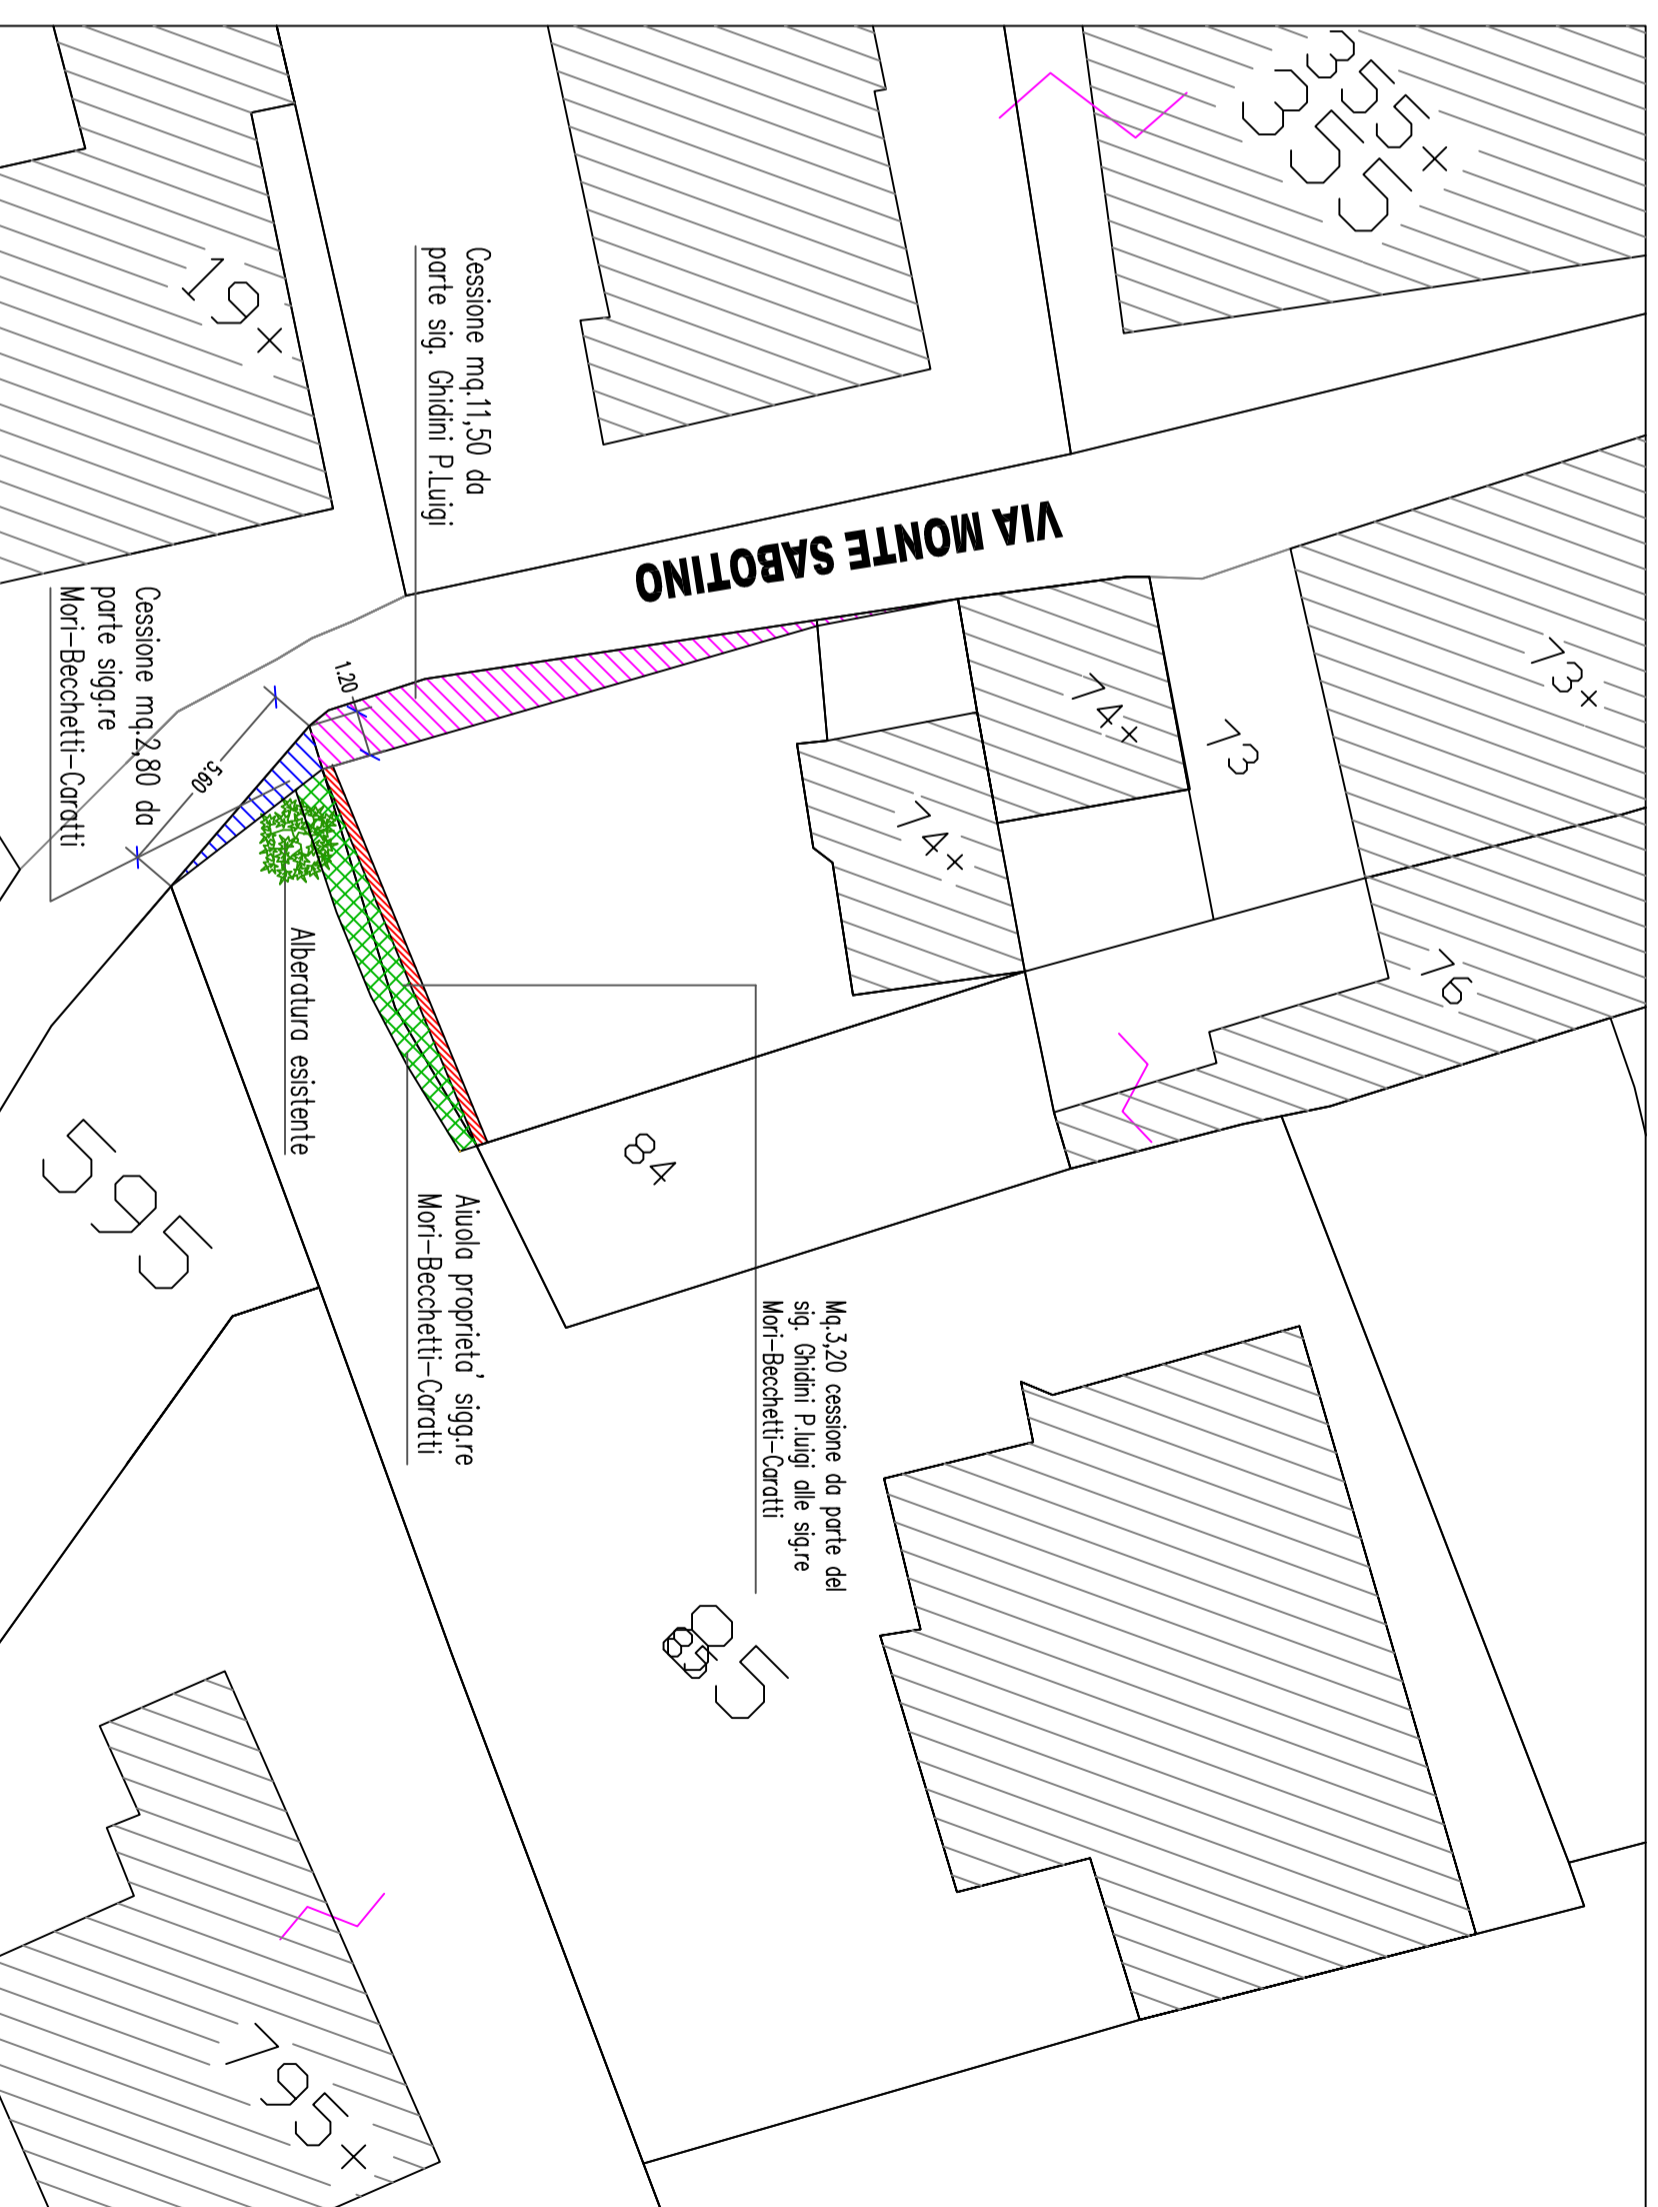 355×
355
19×
Cessione mq.11,50 da
parte sig. Ghidini P.Luigi
VIA MONTE SABOTINO
Cessione mq.2,80 da
parte sigg.re
Mori-Becchetti-Caratti
1.20
5.60
73×
73
74×
74×
76
84
Alberatura esistente
595
Aiuola proprieta' sigg.re
Mori-Becchetti-Caratti
Mq.3,20 cessione da parte del
sig. Ghidini P.luigi alle sig.re
Mori-Becchetti-Caratti
85
85
795×